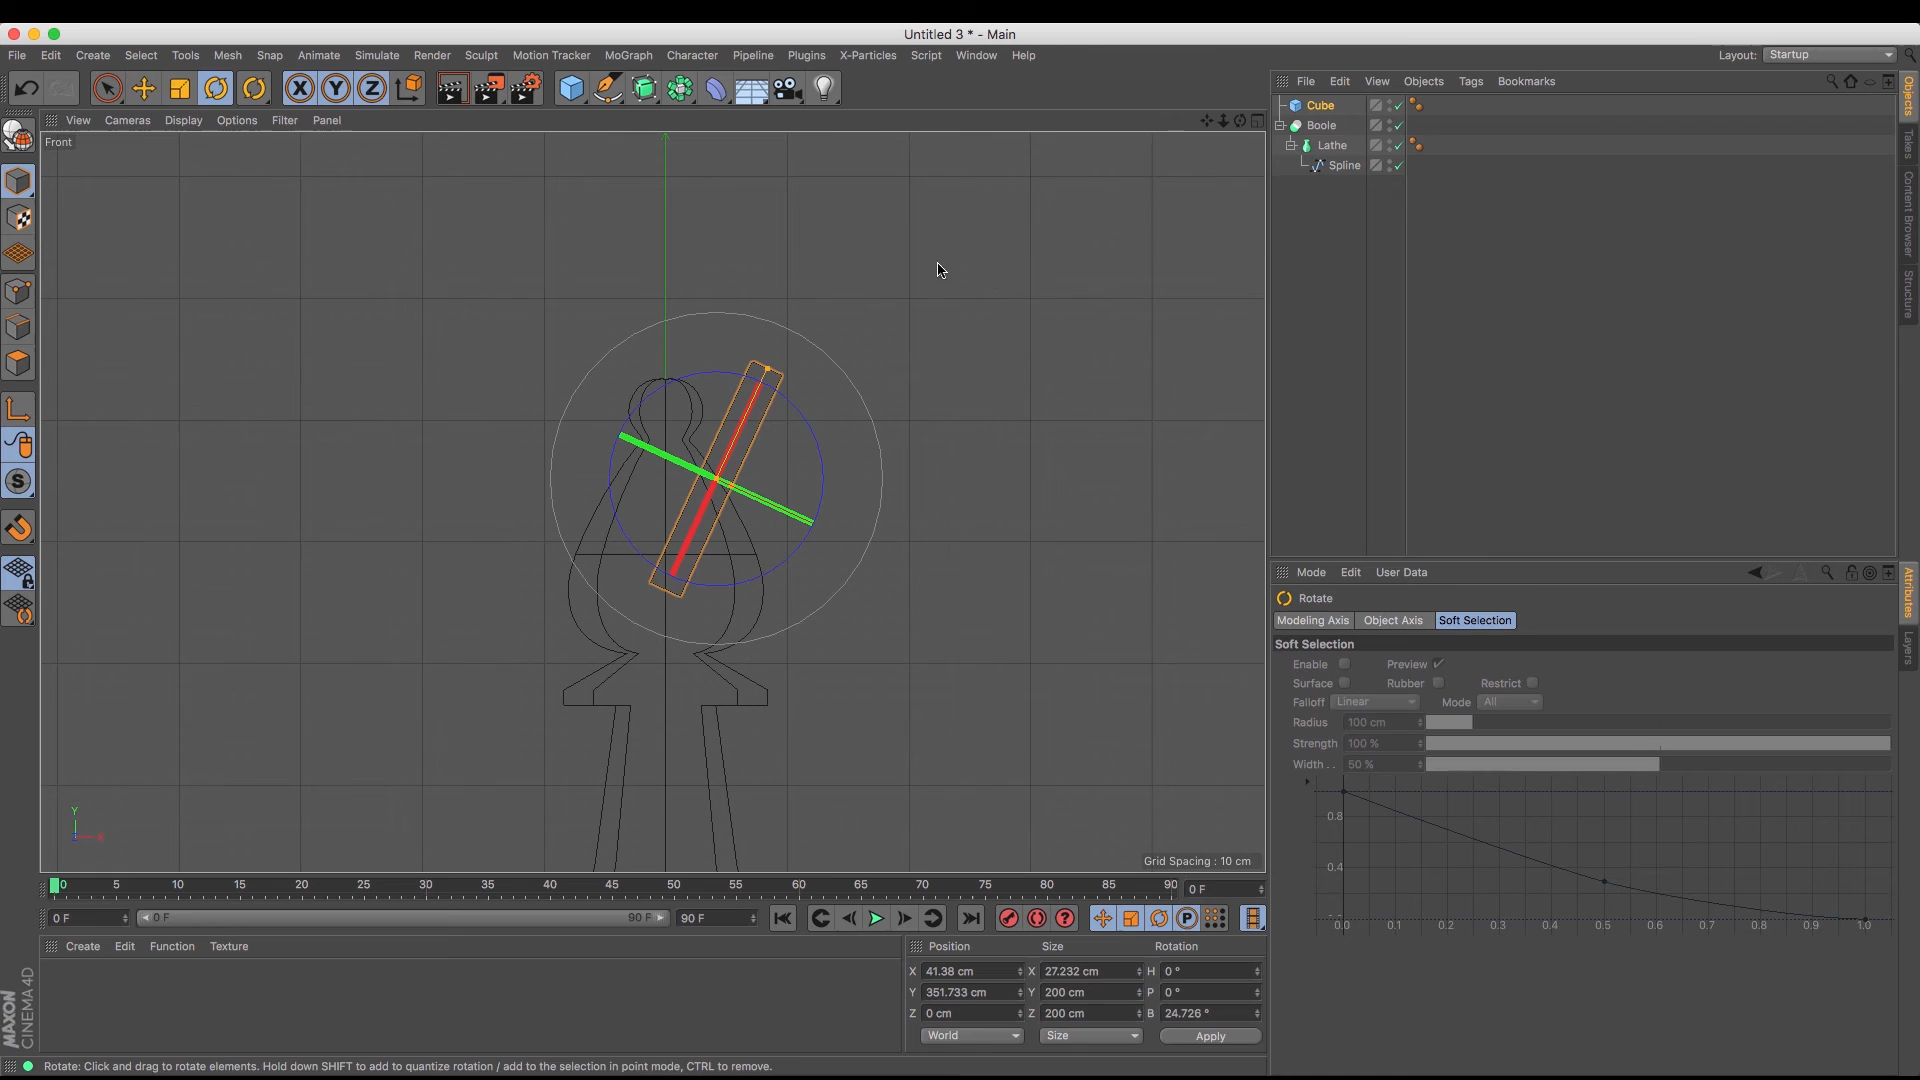 Untitled 3 * - Main
File Edit Create Select Tools Mesh Snap Animate Simulate Render Sculpt Motion Tracker MoGraph Character Pipeline Plugins X-Particles Script Window Help Layout: Startup
File Edit View Objects Tags Bookmarks
View Cameras Display Options Filter Panel
Front
Cube
Boole
Lathe
Spline
Objects
Takes
Content Browser
Structure
Mode Edit User Data
Rotate
Modeling Axis Object Axis Soft Selection
Soft Selection
Enable Preview
Surface Rubber Restrict
Falloff Linear Mode All
Radius 100 cm
Strength 100 %
Width . . 50 %
0.8
0.4
0.0 0.1 0.2 0.3 0.4 0.5 0.6 0.7 0.8 0.9 1.0
Attributes
Layers
Y
X
Z
Grid Spacing : 10 cm
0 5 10 15 20 25 30 35 40 45 50 55 60 65 70 75 80 85 90 0 F
0 F 0 F 90 F 90 F
P
Create Edit Function Texture
Position Size Rotation
X 41.38 cm X 27.232 cm H 0 °
Y 351.733 cm Y 200 cm P 0 °
Z 0 cm Z 200 cm B 24.726 °
World Size Apply
MAXON
CINEMA 4D
Rotate: Click and drag to rotate elements. Hold down SHIFT to add to quantize rotation / add to the selection in point mode, CTRL to remove.